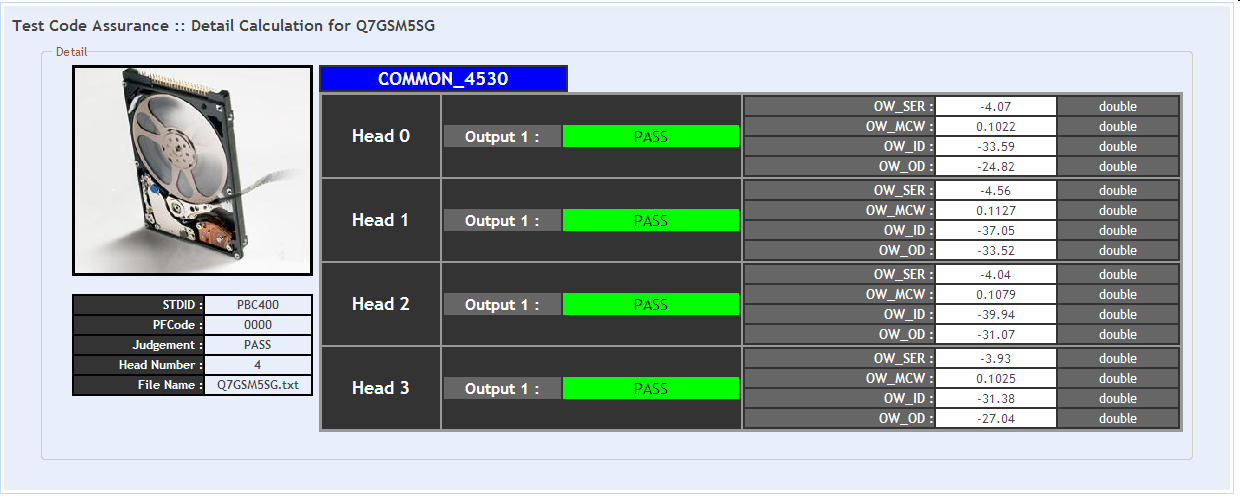 Test Code Assurance :: Detail Calculation for Q7GSM5SG
Detail
COMMON_4530
Head 0
Output 1 : PASS
OW_SER : -4.07 double
OW_MCW : 0.1022 double
OW_ID : -33.59 double
OW_OD : -24.82 double
Head 1
Output 1 : PASS
OW_SER : -4.56 double
OW_MCW : 0.1127 double
OW_ID : -37.05 double
OW_OD : -33.52 double
Head 2
Output 1 : PASS
OW_SER : -4.04 double
OW_MCW : 0.1079 double
OW_ID : -39.94 double
OW_OD : -31.07 double
Head 3
Output 1 : PASS
OW_SER : -3.93 double
OW_MCW : 0.1025 double
OW_ID : -31.38 double
OW_OD : -27.04 double
STDID : PBC400
PFCode : 0000
Judgement : PASS
Head Number : 4
File Name : Q7GSM5SG.txt